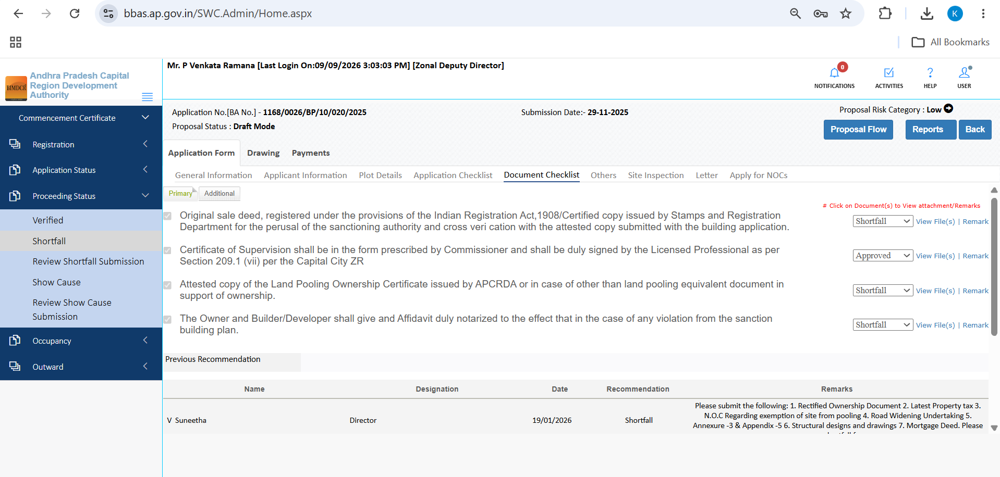 bbas.ap.gov.in/SWC.Admin/Home.aspx
K
All Bookmarks
BIMDCR
Andhra Pradesh Capital
Region Development
Authority
Mr. P Venkata Ramana [Last Login On:09/09/2026 3:03:03 PM] [Zonal Deputy Director]
0
NOTIFICATIONS
ACTIVITIES
HELP
USER
Commencement Certificate
Registration
Application Status
Proceeding Status
Verified
Shortfall
Review Shortfall Submission
Show Cause
Review Show Cause
Submission
Occupancy
Outward
Application No.[BA No.] - 1168/0026/BP/10/020/2025
Submission Date:- 29-11-2025
Proposal Risk Category : Low
Proposal Status : Draft Mode
Proposal Flow
Reports
Back
Application Form
Drawing
Payments
General Information
Applicant Information
Plot Details
Application Checklist
Document Checklist
Others
Site Inspection
Letter
Apply for NOCs
Primary
Additional
# Click on Document(s) to View attachment/Remarks
Original sale deed, registered under the provisions of the Indian Registration Act,1908/Certified copy issued by Stamps and Registration
Department for the perusal of the sanctioning authority and cross veri cation with the attested copy submitted with the building application.
Shortfall View File(s) | Remark
Certificate of Supervision shall be in the form prescribed by Commissioner and shall be duly signed by the Licensed Professional as per
Section 209.1 (vii) per the Capital City ZR
Approved View File(s) | Remark
Attested copy of the Land Pooling Ownership Certificate issued by APCRDA or in case of other than land pooling equivalent document in
support of ownership.
Shortfall View File(s) | Remark
The Owner and Builder/Developer shall give and Affidavit duly notarized to the effect that in the case of any violation from the sanction
building plan.
Shortfall View File(s) | Remark
Previous Recommendation
Name Designation Date Recommendation Remarks
V Suneetha Director 19/01/2026 Shortfall
Please submit the following: 1. Rectified Ownership Document 2. Latest Property tax 3.
N.O.C Regarding exemption of site from pooling 4. Road Widening Undertaking 5.
Annexure -3 & Appendix -5 6. Structural designs and drawings 7. Mortgage Deed. Please